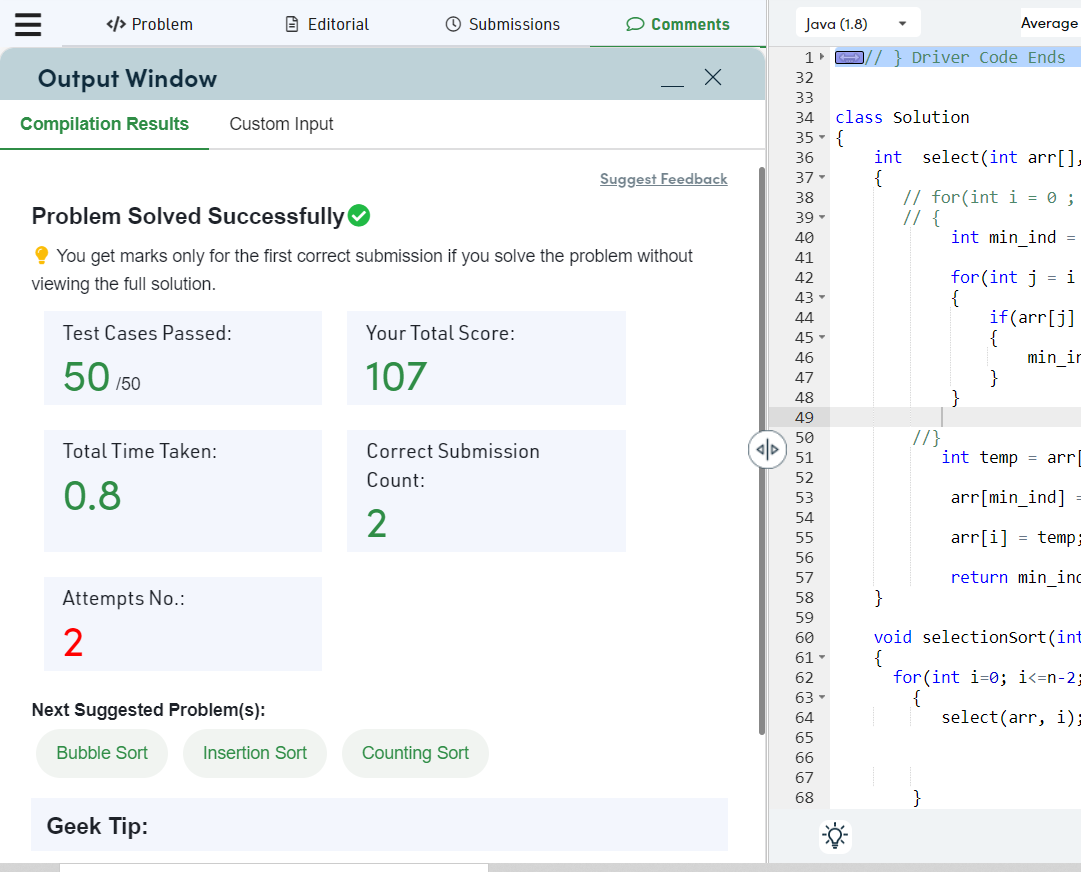 </> Problem
Editorial
Submissions
Comments
Output Window
Compilation Results
Custom Input
Suggest Feedback
Problem Solved Successfully
You get marks only for the first correct submission if you solve the problem without
viewing the full solution.
Test Cases Passed:
50 /50
Your Total Score:
107
Total Time Taken:
0.8
Correct Submission
Count:
2
Attempts No.:
2
Next Suggested Problem(s):
Bubble Sort
Insertion Sort
Counting Sort
Geek Tip:
Java (1.8)
Average
1 // } Driver Code Ends
32
33
34 class Solution
35 {
36 int  select(int arr[],
37 {
38 // for(int i = 0 ;
39 // {
40 int min_ind =
41
42 for(int j = i
43 {
44 if(arr[j]
45 {
46 min_in
47 }
48 }
49
50 //}
51 int temp = arr[
52
53 arr[min_ind] =
54
55 arr[i] = temp;
56
57 return min_ind
58 }
59
60 void selectionSort(int
61 {
62 for(int i=0; i<=n-2;
63 {
64 select(arr, i);
65
66
67
68 }